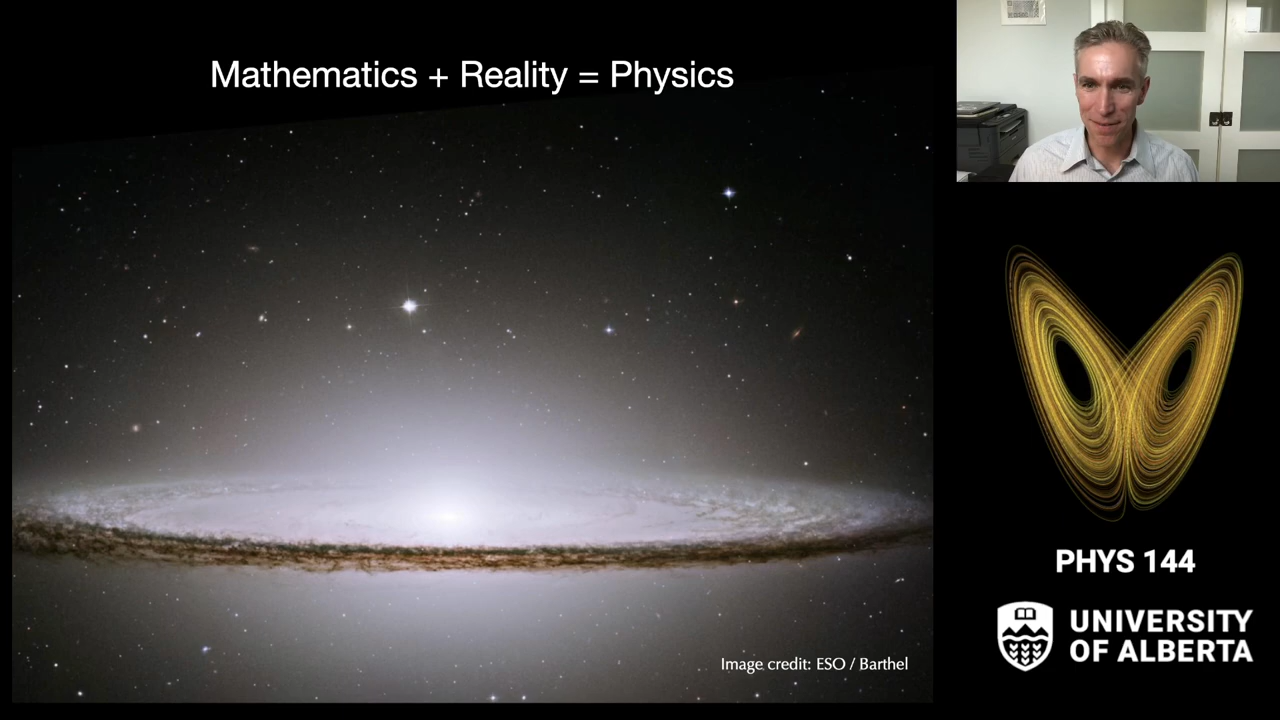 Mathematics + Reality = Physics
Image credit: ESO / Barthel
PHYS 144
UNIVERSITY
OF ALBERTA